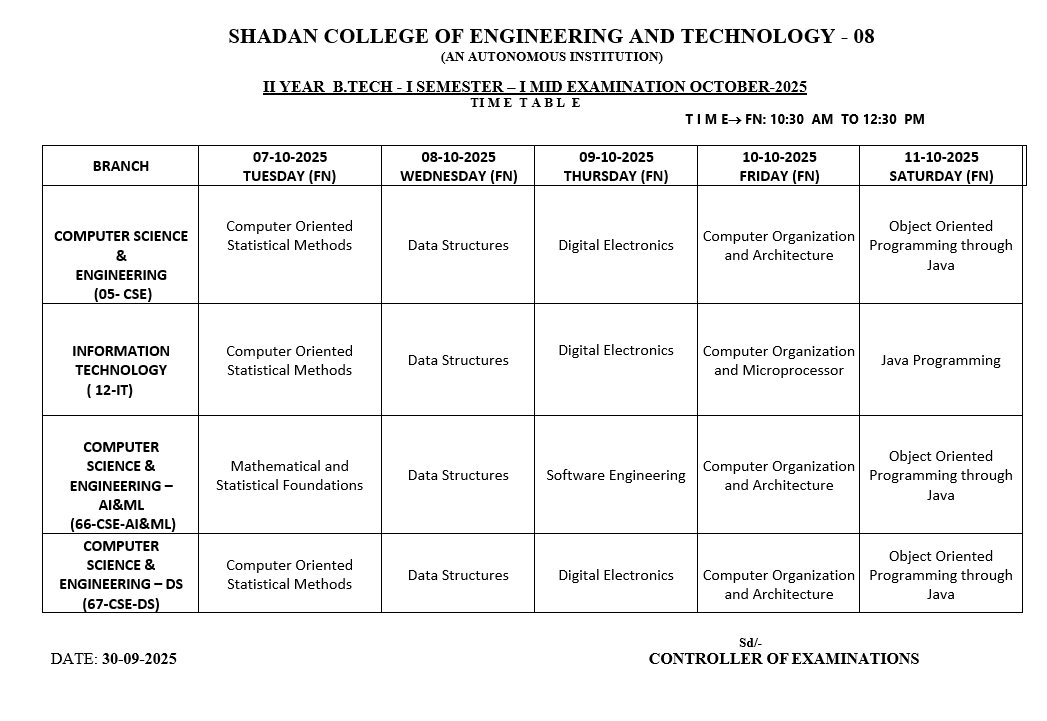 SHADAN COLLEGE OF ENGINEERING AND TECHNOLOGY - 08
(AN AUTONOMOUS INSTITUTION)
II YEAR B.TECH - I SEMESTER – I MID EXAMINATION OCTOBER-2025
T I M E T A B L E
T I M E→ FN: 10:30 AM TO 12:30 PM
BRANCH
07-10-2025
TUESDAY (FN)
08-10-2025
WEDNESDAY (FN)
09-10-2025
THURSDAY (FN)
10-10-2025
FRIDAY (FN)
11-10-2025
SATURDAY (FN)
COMPUTER SCIENCE
&
ENGINEERING
(05- CSE)
Computer Oriented
Statistical Methods
Data Structures
Digital Electronics
Computer Organization
and Architecture
Object Oriented
Programming through
Java
INFORMATION
TECHNOLOGY
( 12-IT)
Computer Oriented
Statistical Methods
Data Structures
Digital Electronics
Computer Organization
and Microprocessor
Java Programming
COMPUTER
SCIENCE &
ENGINEERING –
AI&ML
(66-CSE-AI&ML)
Mathematical and
Statistical Foundations
Data Structures
Software Engineering
Computer Organization
and Architecture
Object Oriented
Programming through
Java
COMPUTER
SCIENCE &
ENGINEERING – DS
(67-CSE-DS)
Computer Oriented
Statistical Methods
Data Structures
Digital Electronics
Computer Organization
and Architecture
Object Oriented
Programming through
Java
Sd/-
DATE: 30-09-2025
CONTROLLER OF EXAMINATIONS